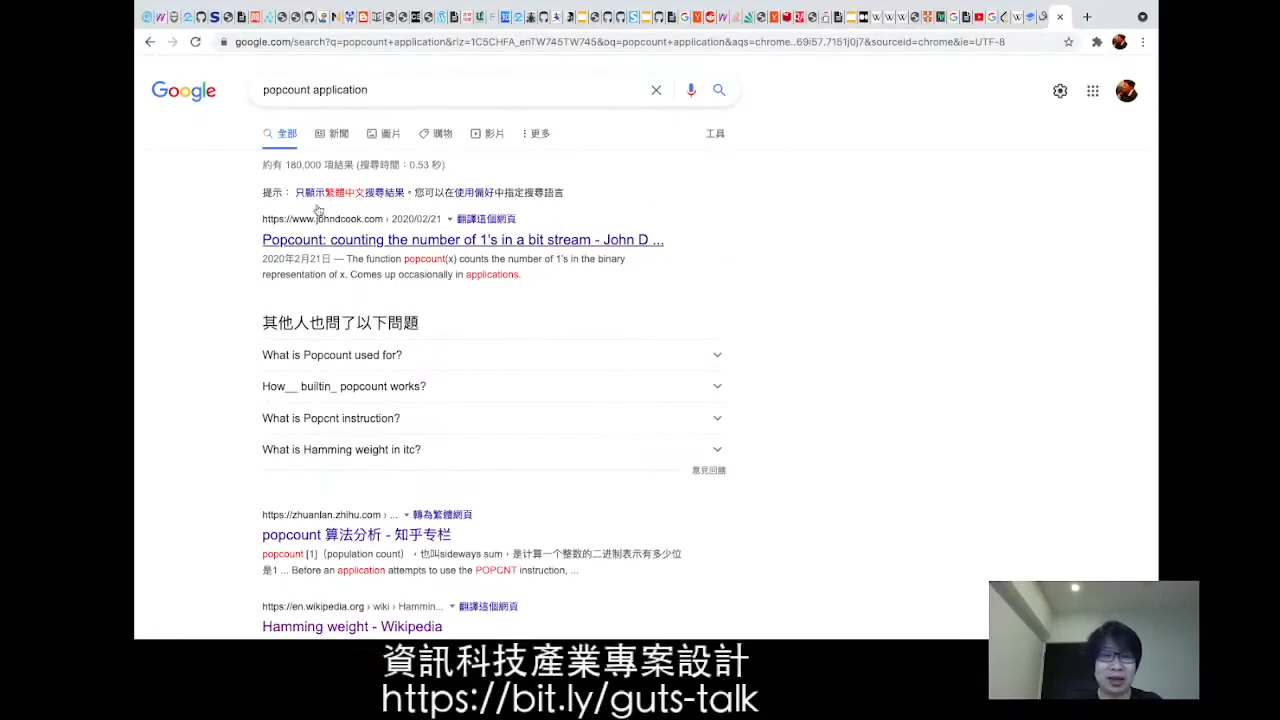 google.com/search?q=popcount+application&rlz=1C5CHFA_enTW745TW745&oq=popcount+application&aqs=chrome..69i57.7151j0j7&sourceid=chrome&ie=UTF-8
Google
popcount application
全部
新聞
圖片
購物
影片
更多
工具
約有 180,000 項結果 (搜尋時間：0.53 秒)
提示： 只顯示繁體中文搜尋結果。您可以在使用偏好中指定搜尋語言
https://www.johndcook.com › 2020/02/21 翻譯這個網頁
Popcount: counting the number of 1's in a bit stream - John D ...
2020年2月21日 — The function popcount(x) counts the number of 1's in the binary
representation of x. Comes up occasionally in applications.
其他人也問了以下問題
What is Popcount used for?
How__ builtin_ popcount works?
What is Popcnt instruction?
What is Hamming weight in itc?
意見回饋
https://zhuanlan.zhihu.com › ... 轉為繁體網頁
popcount 算法分析 - 知乎专栏
popcount [1]（population count），也叫sideways sum，是计算一个整数的二进制表示有多少位
是1 ... Before an application attempts to use the POPCNT instruction, ...
https://en.wikipedia.org › wiki › Hammin... 翻譯這個網頁
Hamming weight - Wikipedia
資訊科技產業專案設計
https://bit.ly/guts-talk